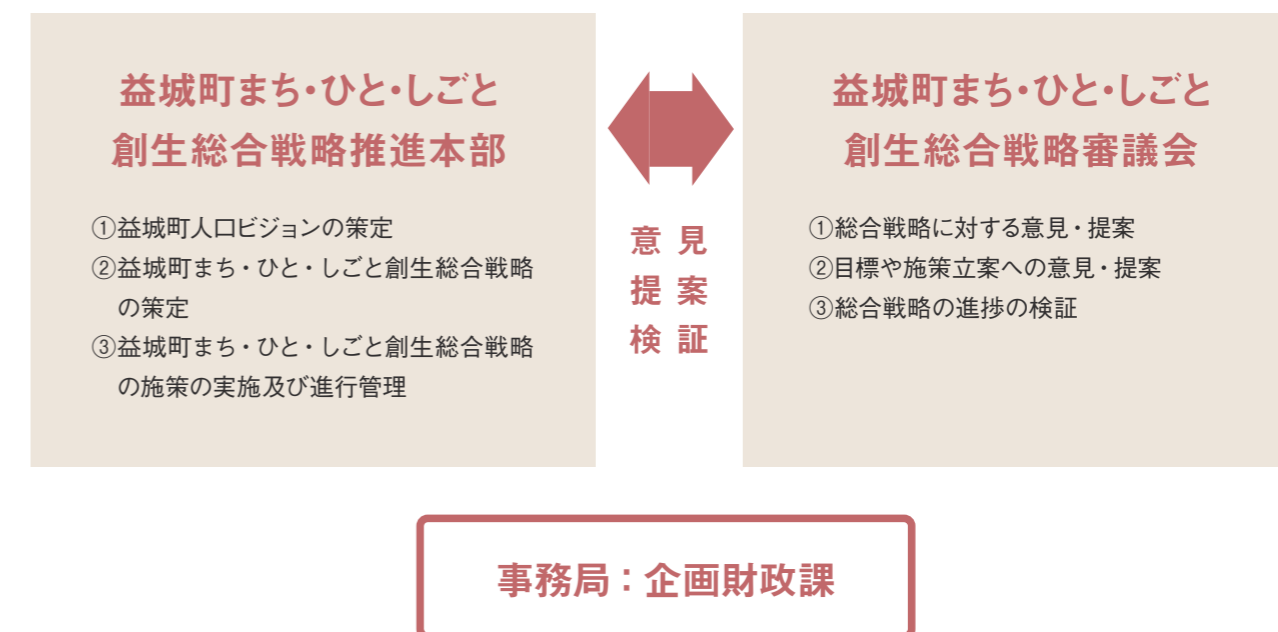 益城町まち・ひと・しごと
創生総合戦略推進本部
①益城町人口ビジョンの策定
②益城町まち・ひと・しごと創生総合戦略
の策定
③益城町まち・ひと・しごと創生総合戦略
の施策の実施及び進行管理
意見
提案
検証
益城町まち・ひと・しごと
創生総合戦略審議会
①総合戦略に対する意見・提案
②目標や施策立案への意見・提案
③総合戦略の進捗の検証
事務局：企画財政課